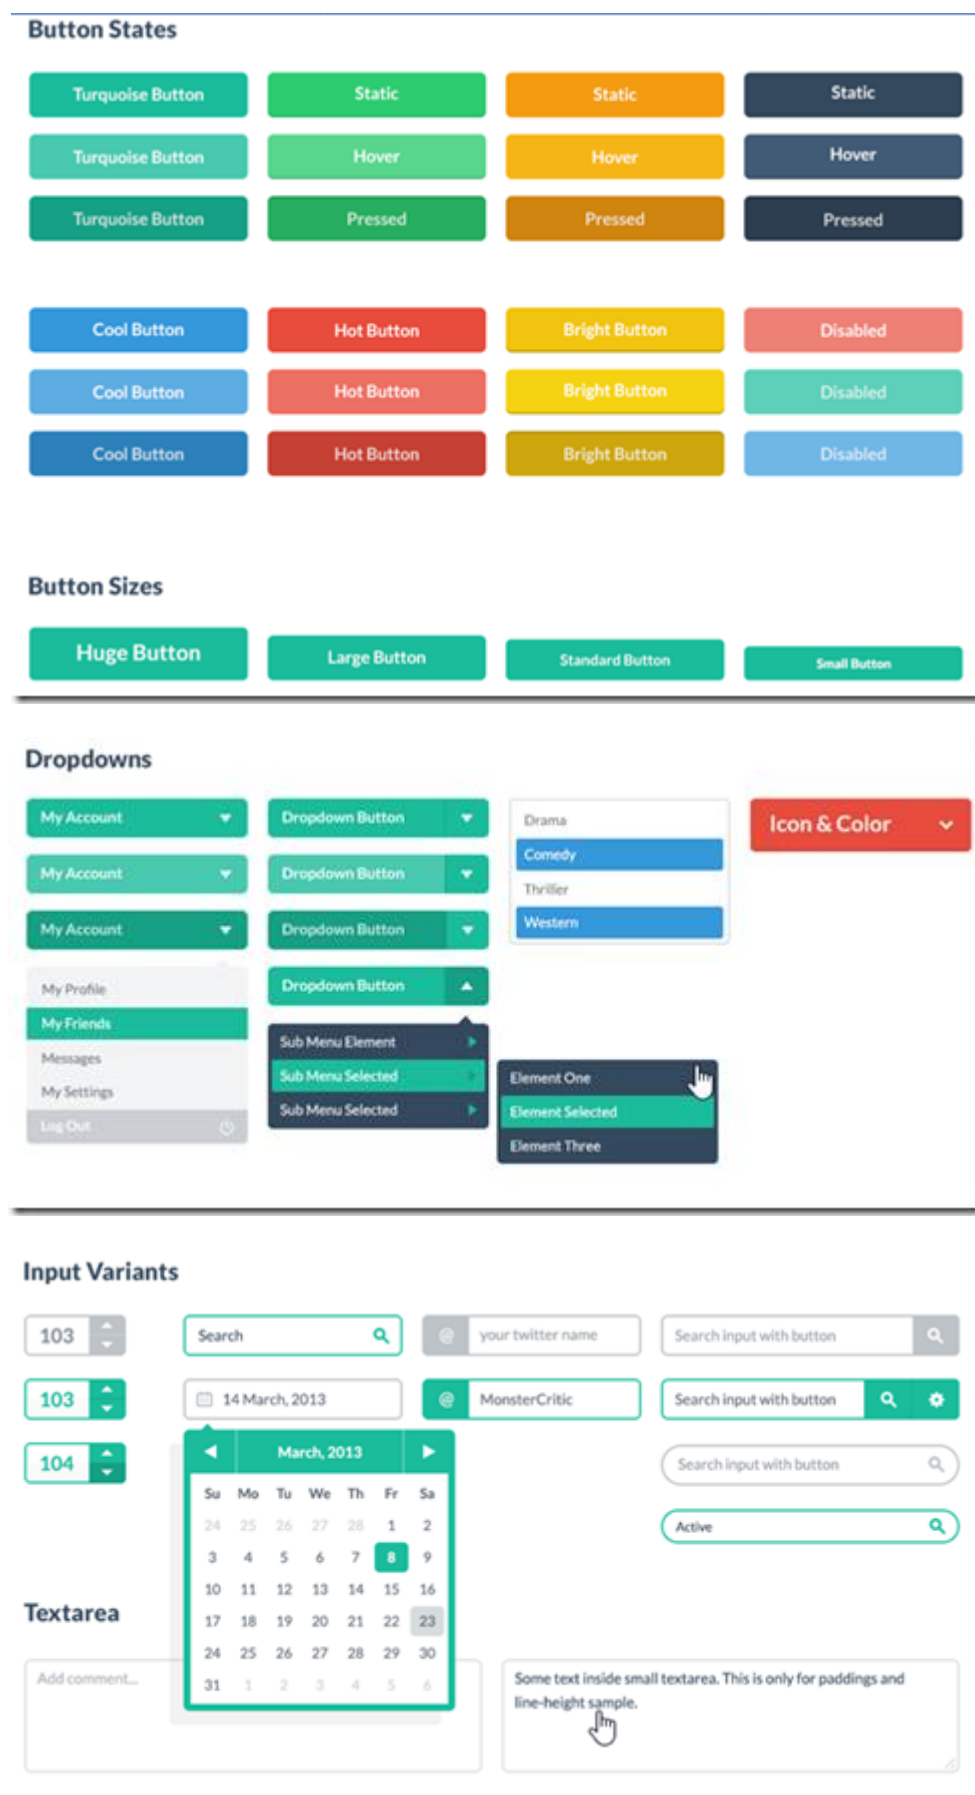 Button States
Turquoise Button Static Static Static
Turquoise Button Hover Hover Hover
Turquoise Button Pressed Pressed Pressed
Cool Button Hot Button Bright Button Disabled
Cool Button Hot Button Bright Button Disabled
Cool Button Hot Button Bright Button Disabled
Button Sizes
Huge Button Large Button Standard Button Small Button
Dropdowns
My Account Dropdown Button Drama Icon & Color
Comedy
My Account Dropdown Button Thriller
Western
My Account Dropdown Button
My Profile Dropdown Button
My Friends
Messages Sub Menu Element
My Settings Sub Menu Selected Element One
Log Out Sub Menu Selected Element Selected
Element Three
Input Variants
103 Search @ your twitter name Search input with button
103 14 March, 2013 @ MonsterCritic Search input with button
104 March, 2013 Search input with button
Su Mo Tu We Th Fr Sa
24 25 26 27 28 1 2 Active
3 4 5 6 7 8 9
10 11 12 13 14 15 16
Textarea
17 18 19 20 21 22 23
24 25 26 27 28 29 30
31 1 2 3 4 5 6
Add comment...
Some text inside small textarea. This is only for paddings and
line-height sample.